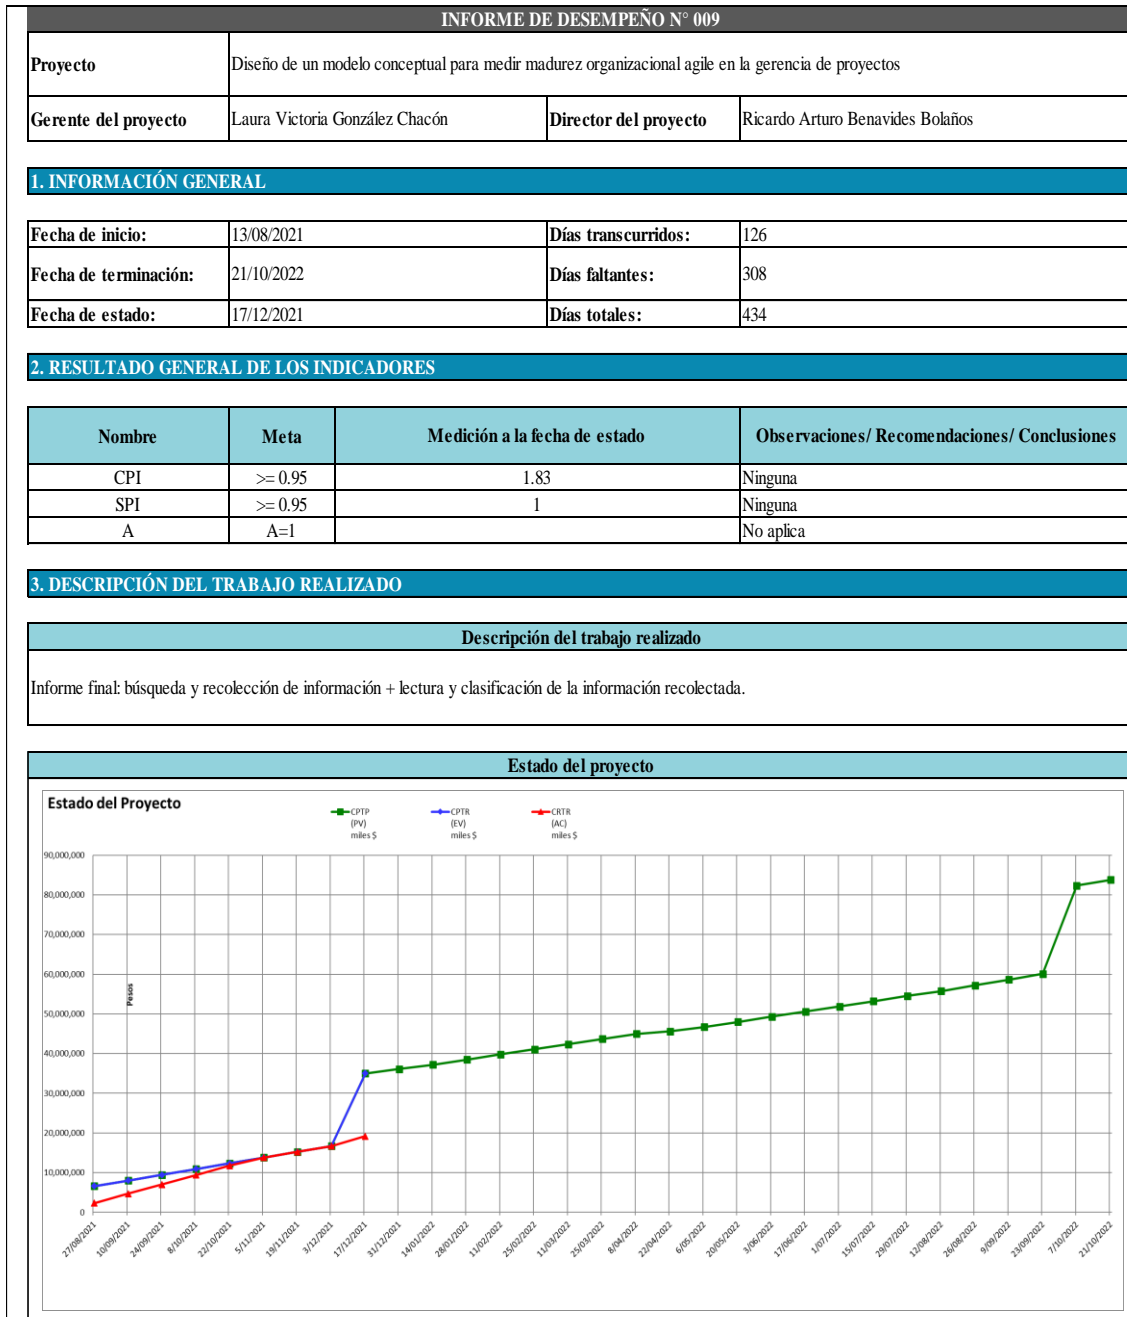 INFORME DE DESEMPEÑO N° 009
Proyecto Diseño de un modelo conceptual para medir madurez organizacional agile en la gerencia de proyectos
Gerente del proyecto Laura Victoria González Chacón Director del proyecto Ricardo Arturo Benavides Bolaños
1. INFORMACIÓN GENERAL
Fecha de inicio: 13/08/2021 Días transcurridos: 126
Fecha de terminación: 21/10/2022 Días faltantes: 308
Fecha de estado: 17/12/2021 Días totales: 434
2. RESULTADO GENERAL DE LOS INDICADORES
Nombre Meta Medición a la fecha de estado Observaciones/ Recomendaciones/ Conclusiones
CPI >= 0.95 1.83 Ninguna
SPI >= 0.95 1 Ninguna
A A=1 No aplica
3. DESCRIPCIÓN DEL TRABAJO REALIZADO
Descripción del trabajo realizado
Informe final: búsqueda y recolección de información + lectura y clasificación de la información recolectada.
Estado del proyecto
Estado del Proyecto
CPTP CPTR CRTR
(PV) (EV) (AC)
miles $ miles $ miles $
90,000,000
80,000,000
70,000,000
60,000,000
50,000,000
40,000,000
30,000,000
20,000,000
10,000,000
0
Pesos
27/08/2021 10/09/2021 24/09/2021 8/10/2021 22/10/2021 5/11/2021 19/11/2021 3/12/2021 17/12/2021 31/12/2021 14/01/2022 28/01/2022 11/02/2022 25/02/2022 11/03/2022 25/03/2022 8/04/2022 22/04/2022 6/05/2022 20/05/2022 3/06/2022 17/06/2022 1/07/2022 15/07/2022 29/07/2022 12/08/2022 26/08/2022 9/09/2022 23/09/2022 7/10/2022 21/10/2022